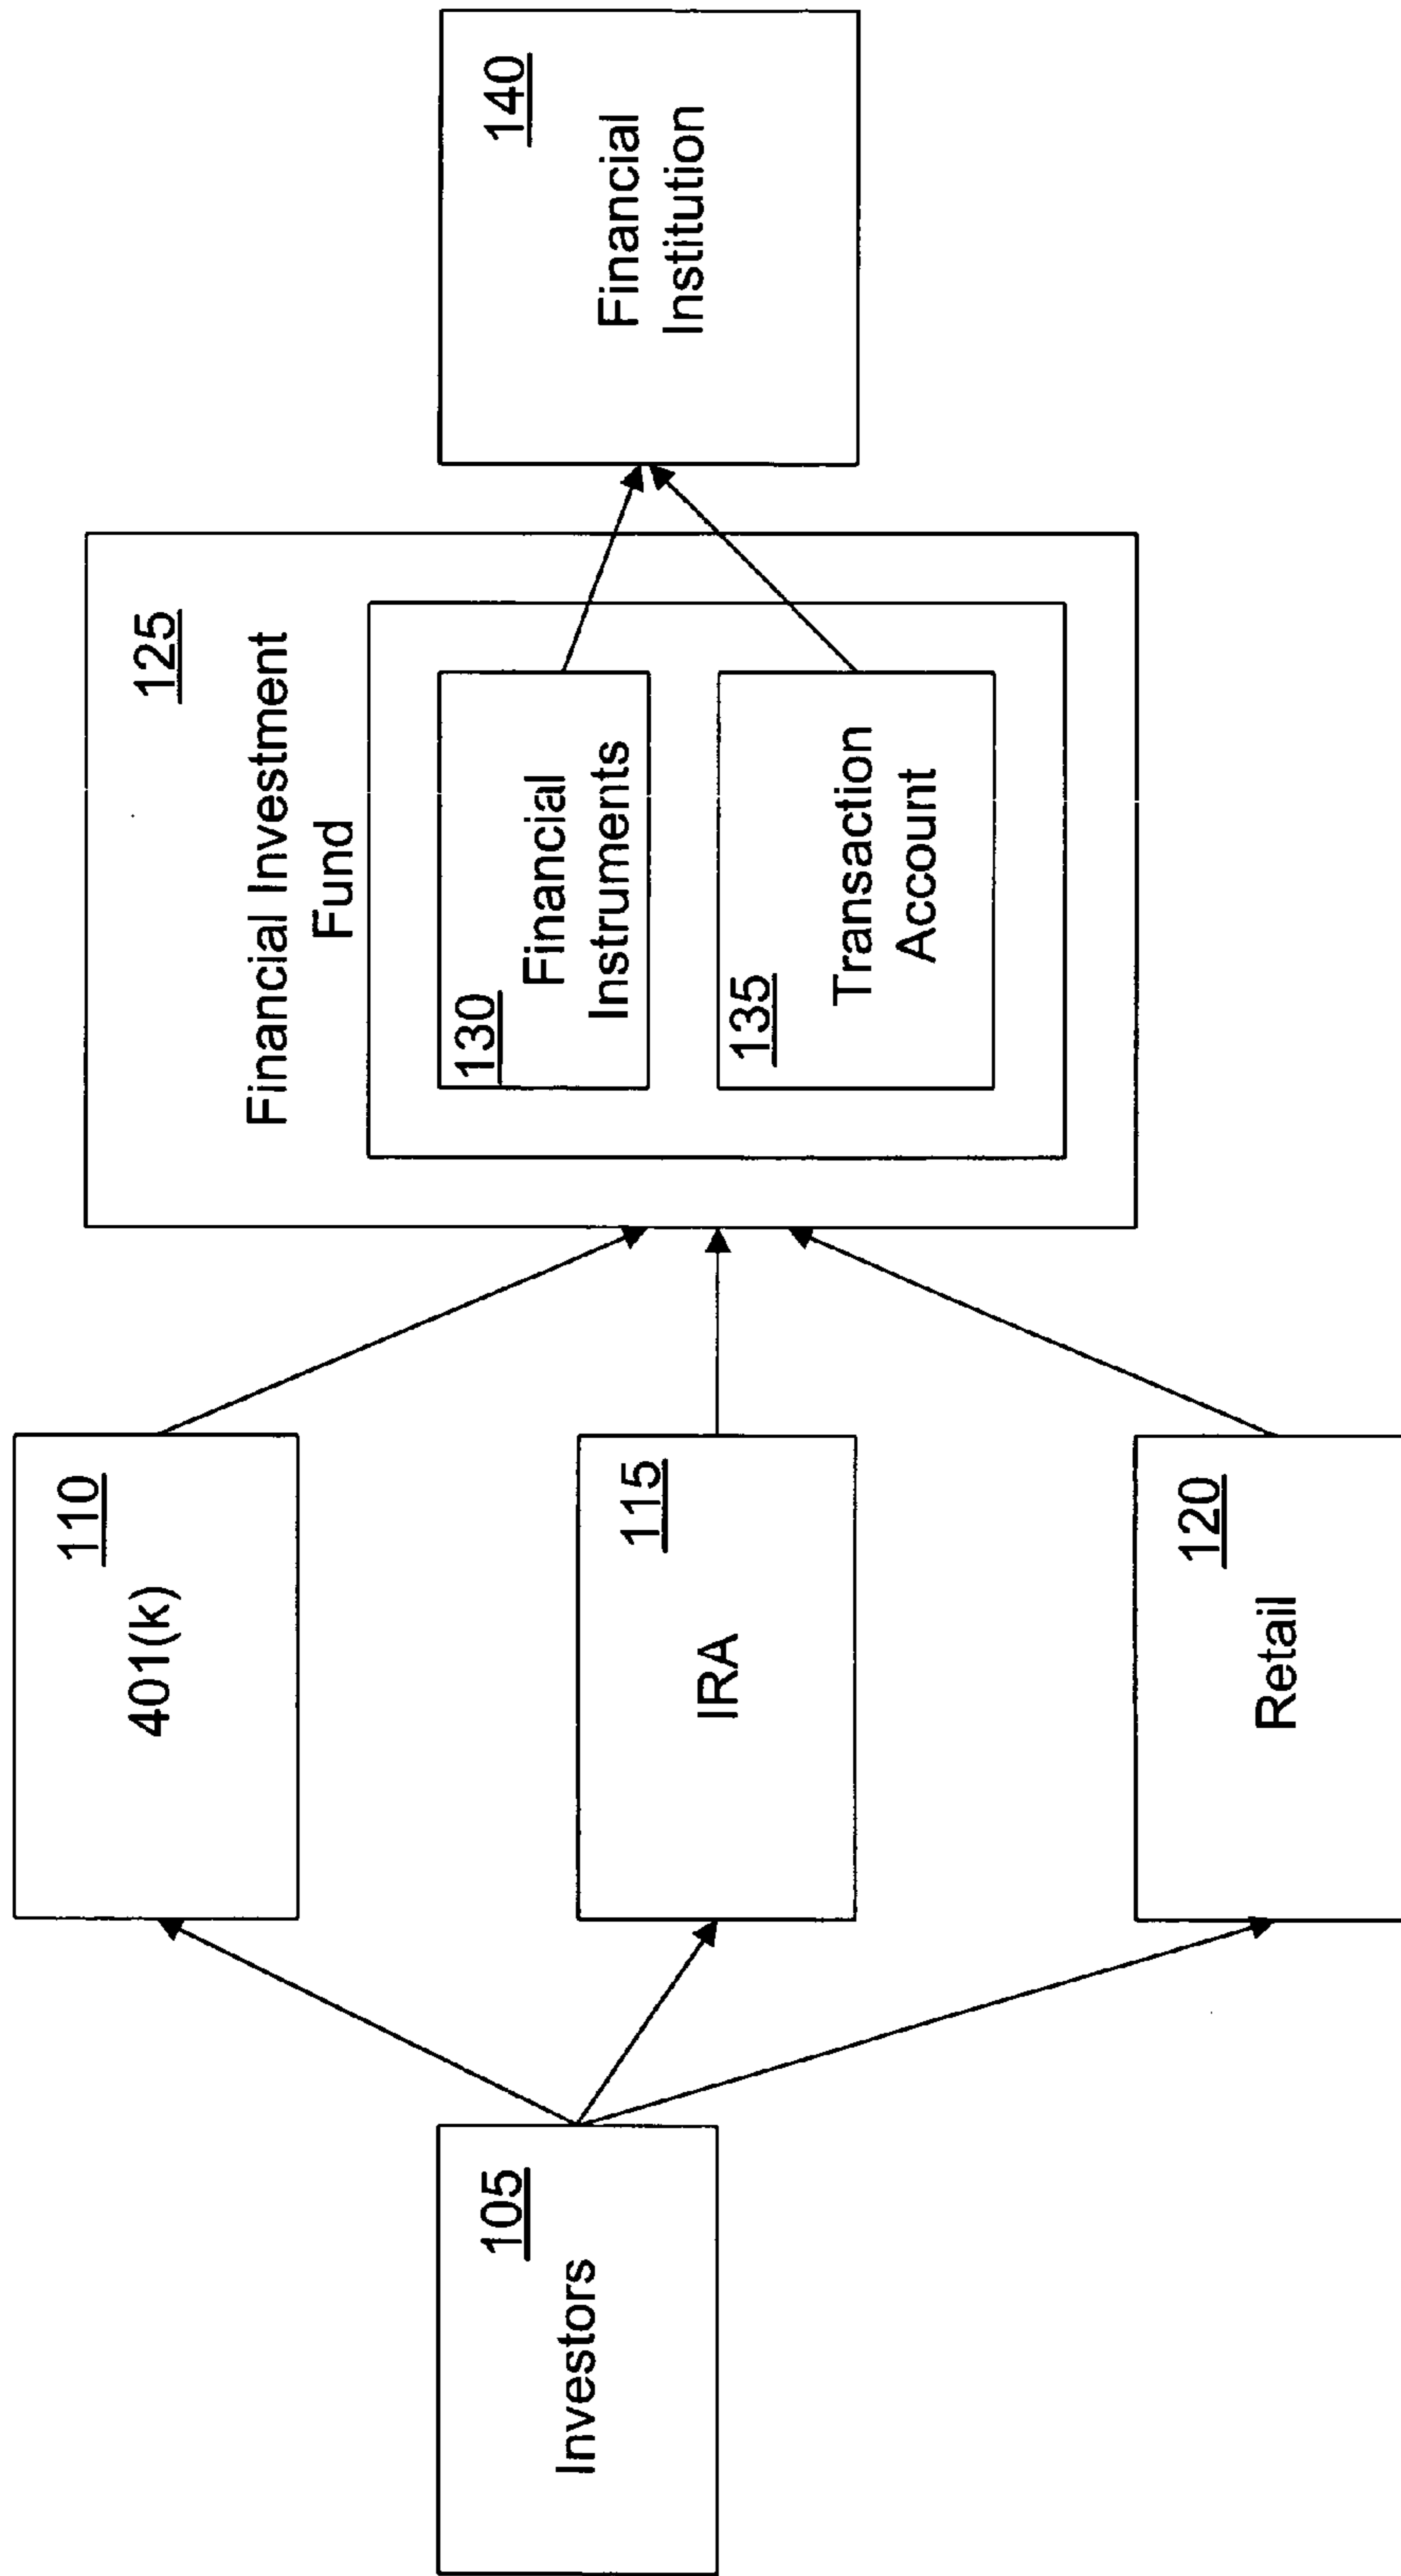 105
Investors
110
401(k)
115
IRA
120
Retail
125
Financial Investment
Fund
130
Financial
Instruments
135
Transaction
Account
140
Financial
Institution